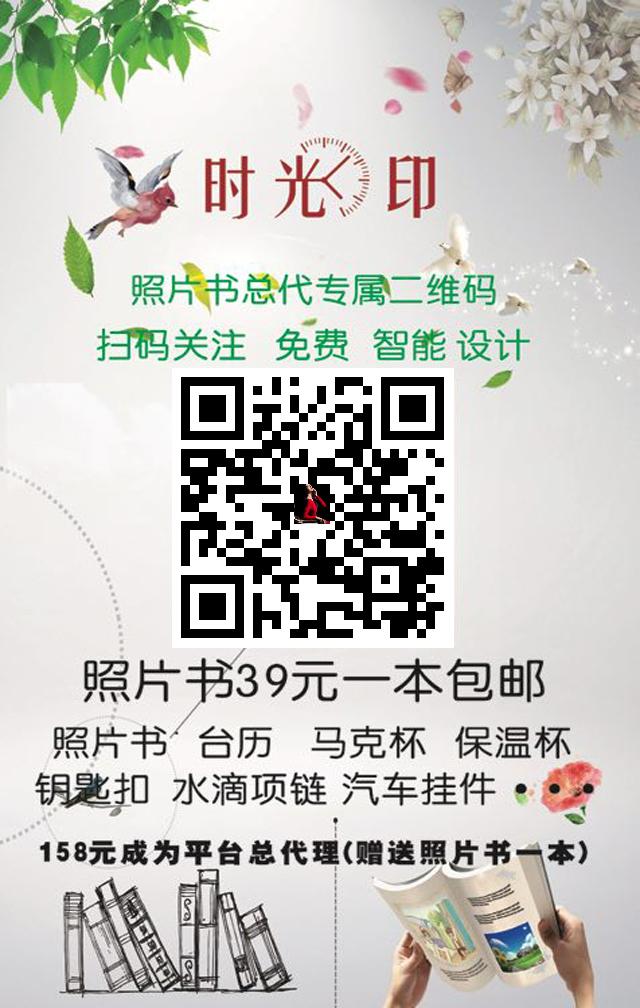 时光印
照片书总代专属二维码
扫码关注 免费 智能 设计
照片书39元一本包邮
照片书 台历 马克杯 保温杯
钥匙扣 水滴项链 汽车挂件
158元成为平台总代理(赠送照片书一本)